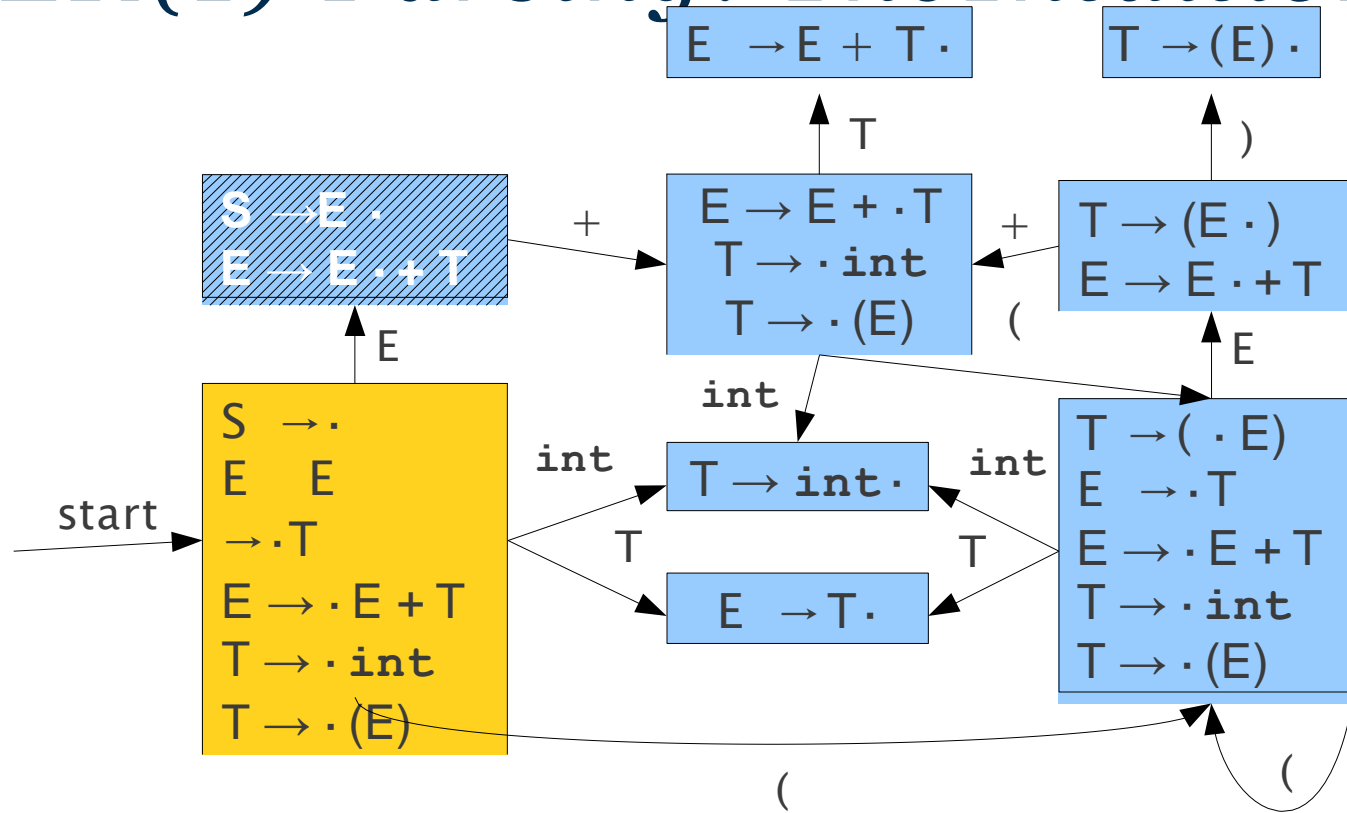 E → E + T ·
T → (E) ·
T
)
S → E ·
E → E · + T
+
E → E + · T
T → · int
T → · (E)
+
T → (E · )
E → E · + T
E
(
E
int
S → ·
E E
→ · T
E → · E + T
T → · int
T → · (E)
start
int
T → int ·
int
T
T
E → T ·
T → ( · E)
E → · T
E → · E + T
T → · int
T → · (E)
(
(